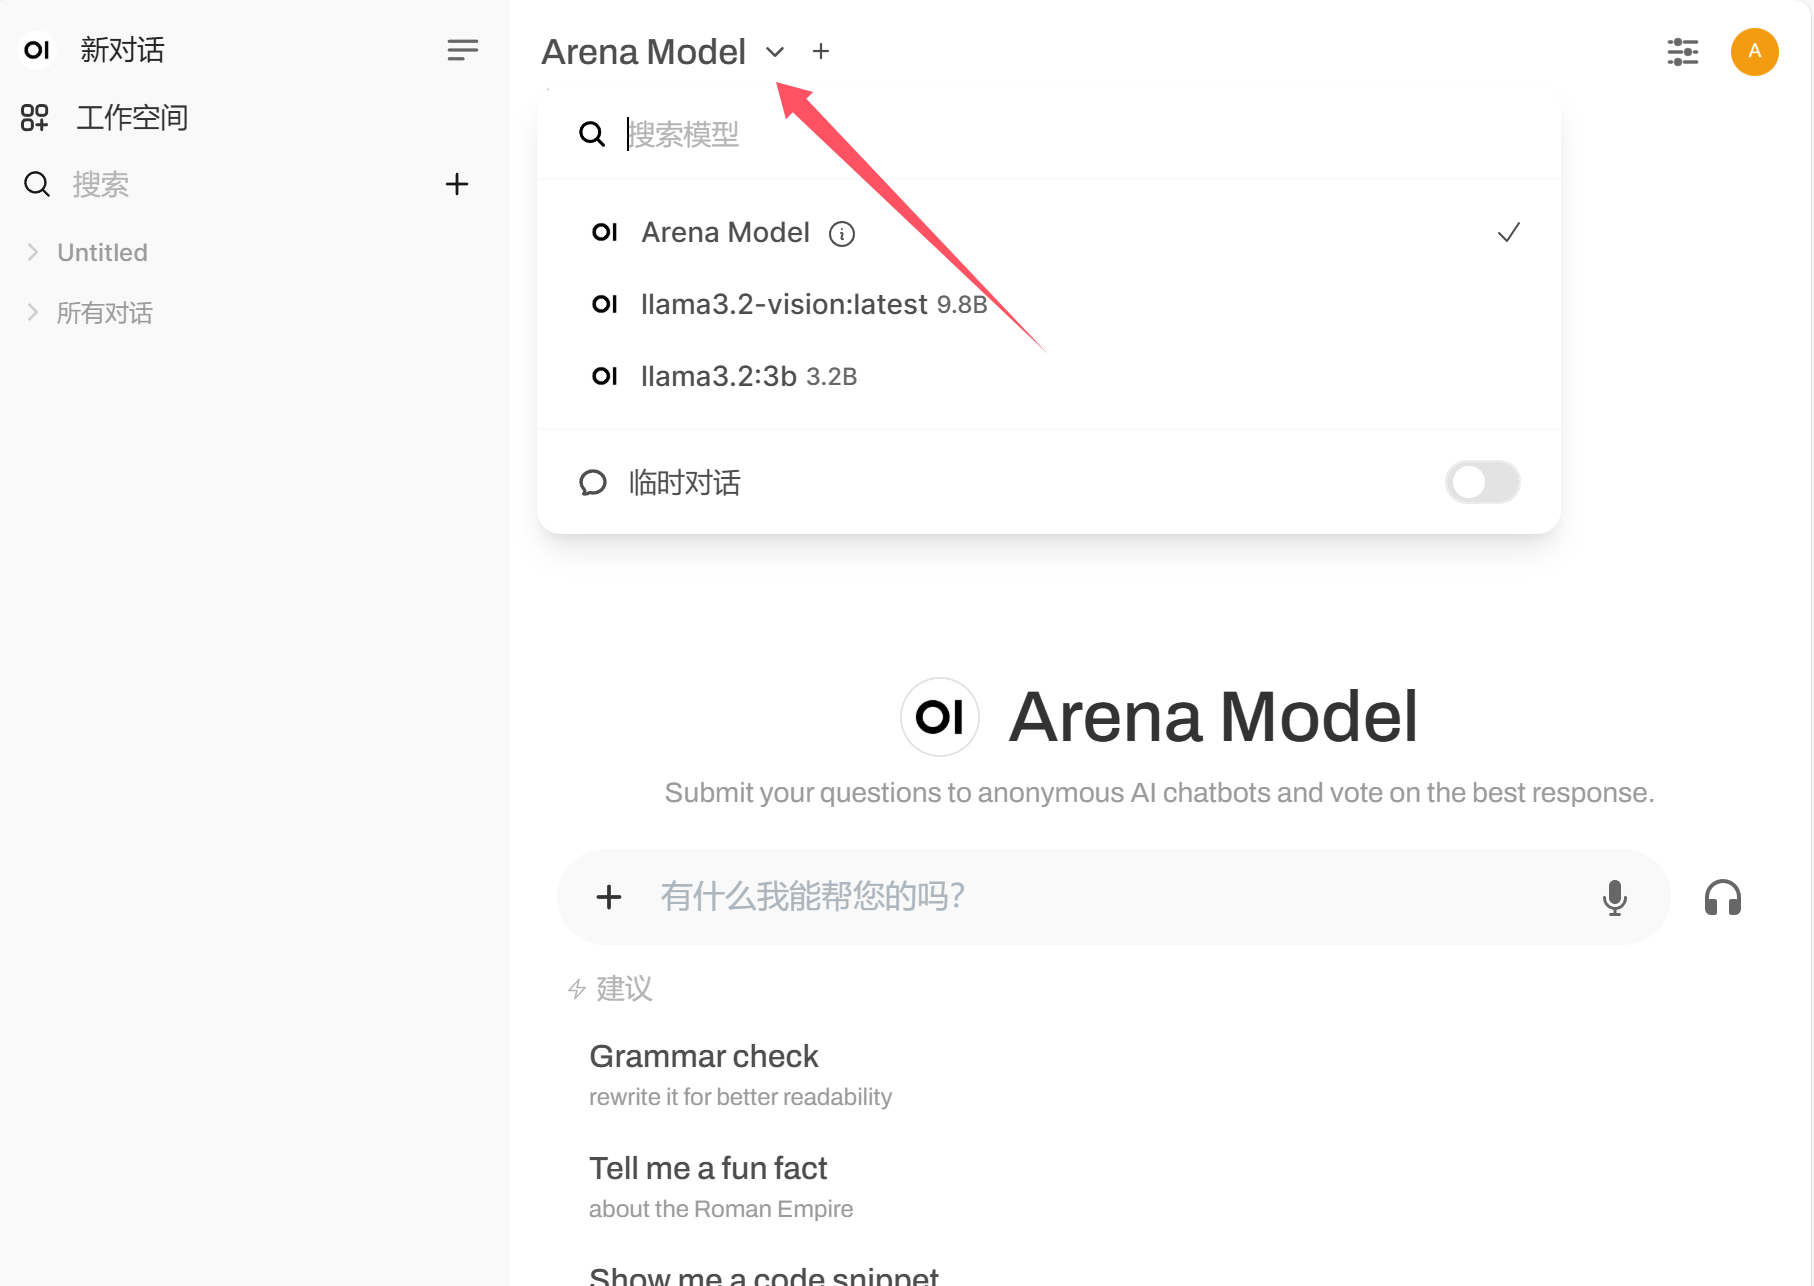 OI 新对话
工作空间
搜索
Untitled
所有对话
Arena Model
A
搜索模型
OI Arena Model
OI llama3.2-vision:latest 9.8B
OI llama3.2:3b 3.2B
临时对话
OI Arena Model
Submit your questions to anonymous AI chatbots and vote on the best response.
有什么我能帮您的吗？
建议
Grammar check
rewrite it for better readability
Tell me a fun fact
about the Roman Empire
Show me a code snippet